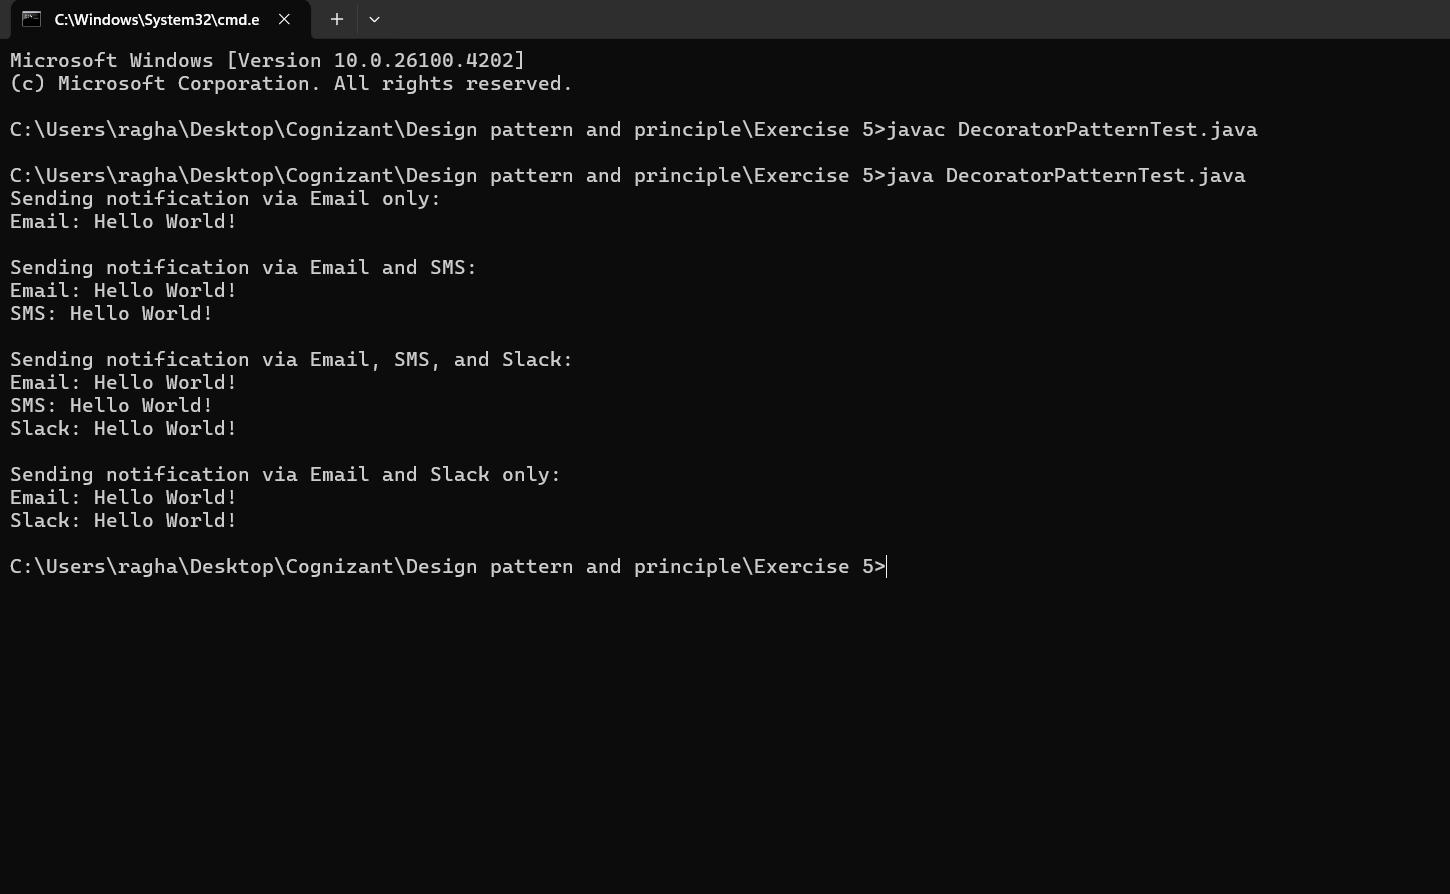 C:\Windows\System32\cmd.e
Microsoft Windows [Version 10.0.26100.4202]
(c) Microsoft Corporation. All rights reserved.
C:\Users\ragha\Desktop\Cognizant\Design pattern and principle\Exercise 5>javac DecoratorPatternTest.java
C:\Users\ragha\Desktop\Cognizant\Design pattern and principle\Exercise 5>java DecoratorPatternTest.java
Sending notification via Email only:
Email: Hello World!
Sending notification via Email and SMS:
Email: Hello World!
SMS: Hello World!
Sending notification via Email, SMS, and Slack:
Email: Hello World!
SMS: Hello World!
Slack: Hello World!
Sending notification via Email and Slack only:
Email: Hello World!
Slack: Hello World!
C:\Users\ragha\Desktop\Cognizant\Design pattern and principle\Exercise 5>